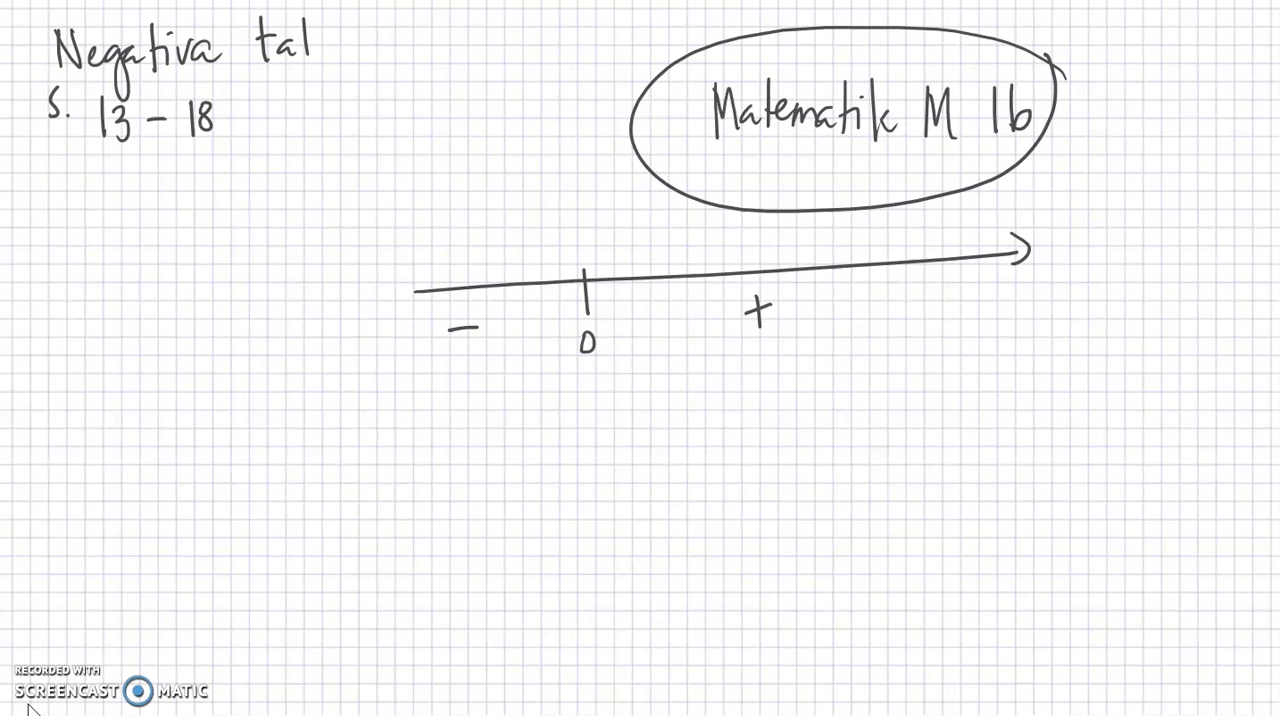 Negativa tal
s. 13 - 18
Matematik M 1b
- 0 +
RECORDED WITH
SCREENCAST MATIC